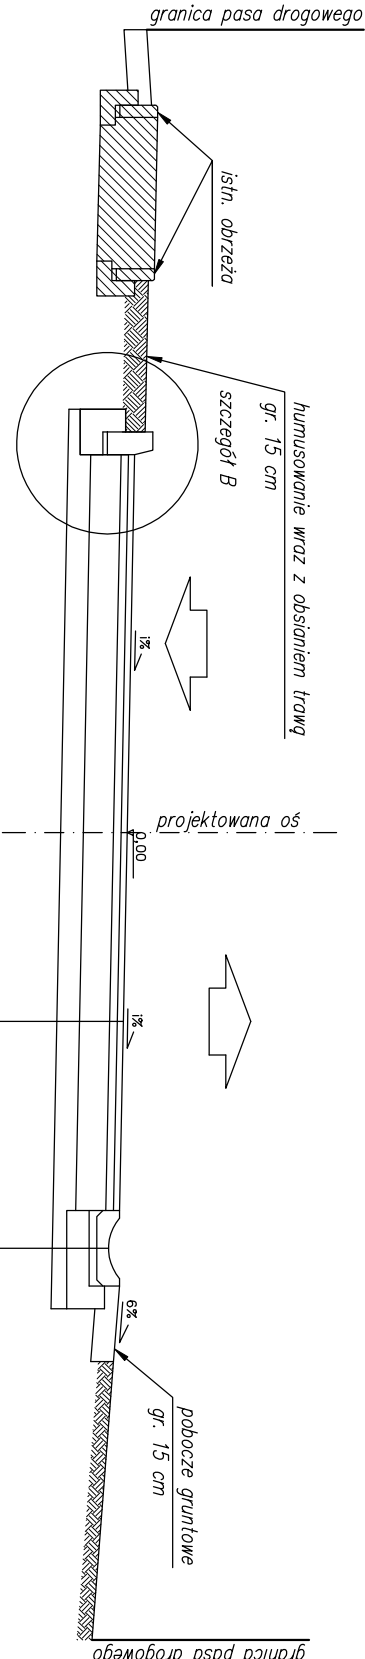 granica pasa drogowego
istn. obrzeża
humusowanie wraz z obsianiem trawą
gr. 15 cm
szczegół B
i%
projektowana oś
0,00
i%
6%
pobocze gruntowe
gr. 15 cm
granica pasa drogowego